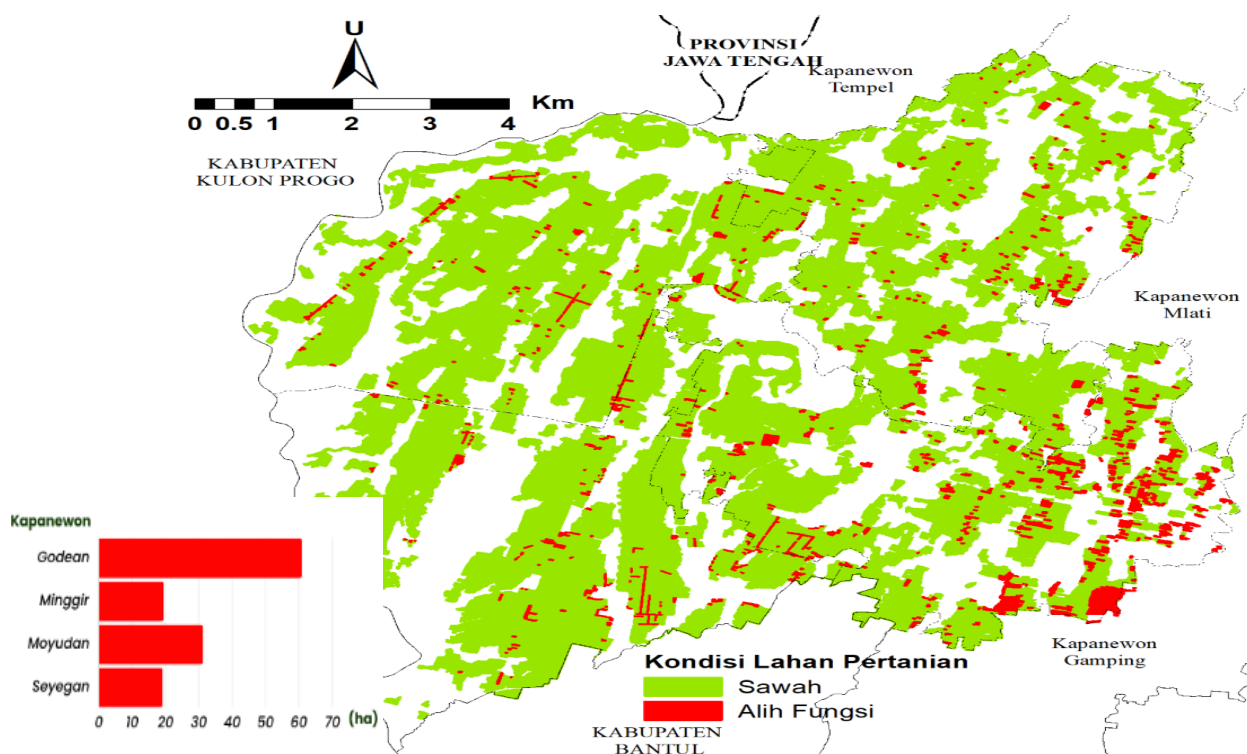 U
PROVINSI
JAWA TENGAH
Kapanewon
Tempel
Km
0 0.5 1 2 3 4
KABUPATEN
KULON PROGO
Kapanewon
Mlati
Kapanewon
Godean
Minggir
Moyudan
Seyegan
0 10 20 30 40 50 60 70 (ha)
Kapanewon
Gamping
Kondisi Lahan Pertanian
Sawah
Alih Fungsi
KABUPATEN
BANTUL